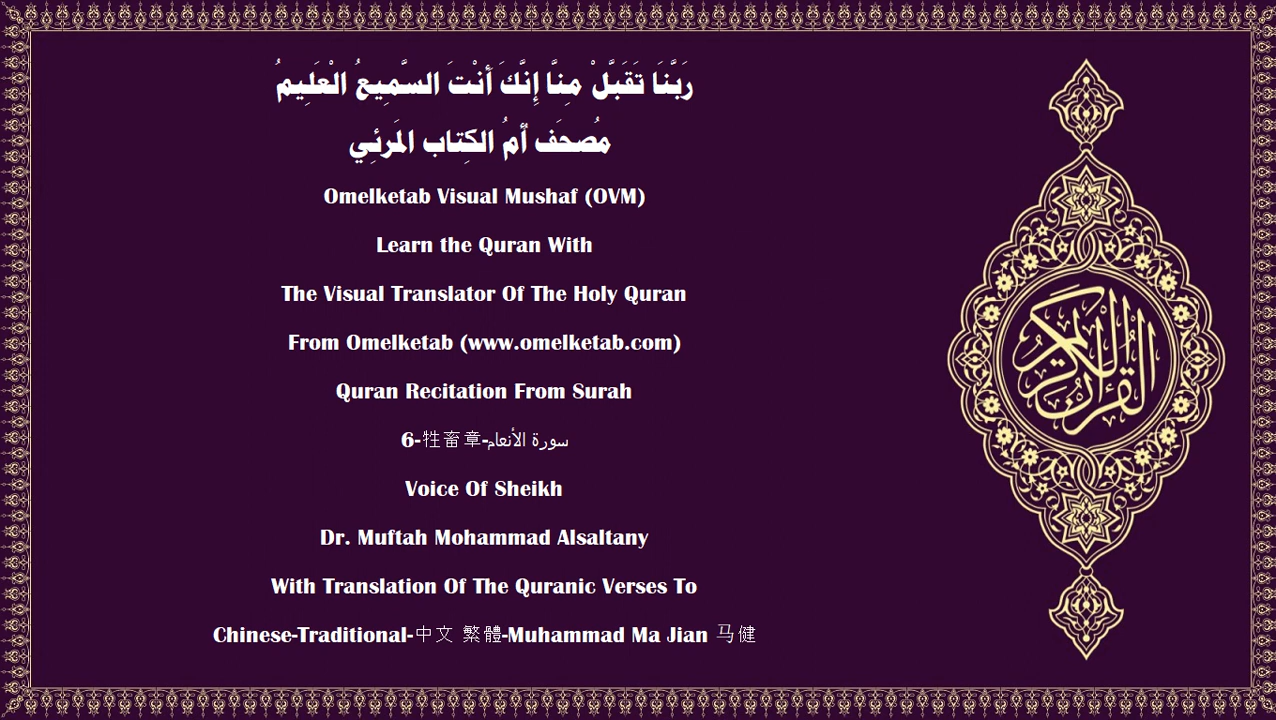 رَبَّنَا تَقَبَّلْ مِنَّا إِنَّكَ أَنْتَ السَّمِيعُ الْعَلِيمُ
مُصحَف أمُ الكِتاب المَرئِي
Omelketab Visual Mushaf (OVM)
Learn the Quran With
The Visual Translator Of The Holy Quran
From Omelketab (www.omelketab.com)
Quran Recitation From Surah
6-牲畜章-سورة الأنعام
Voice Of Sheikh
Dr. Muftah Mohammad Alsaltany
With Translation Of The Quranic Verses To
Chinese-Traditional-中文 繁體-Muhammad Ma Jian 马健
القرآن الكريم